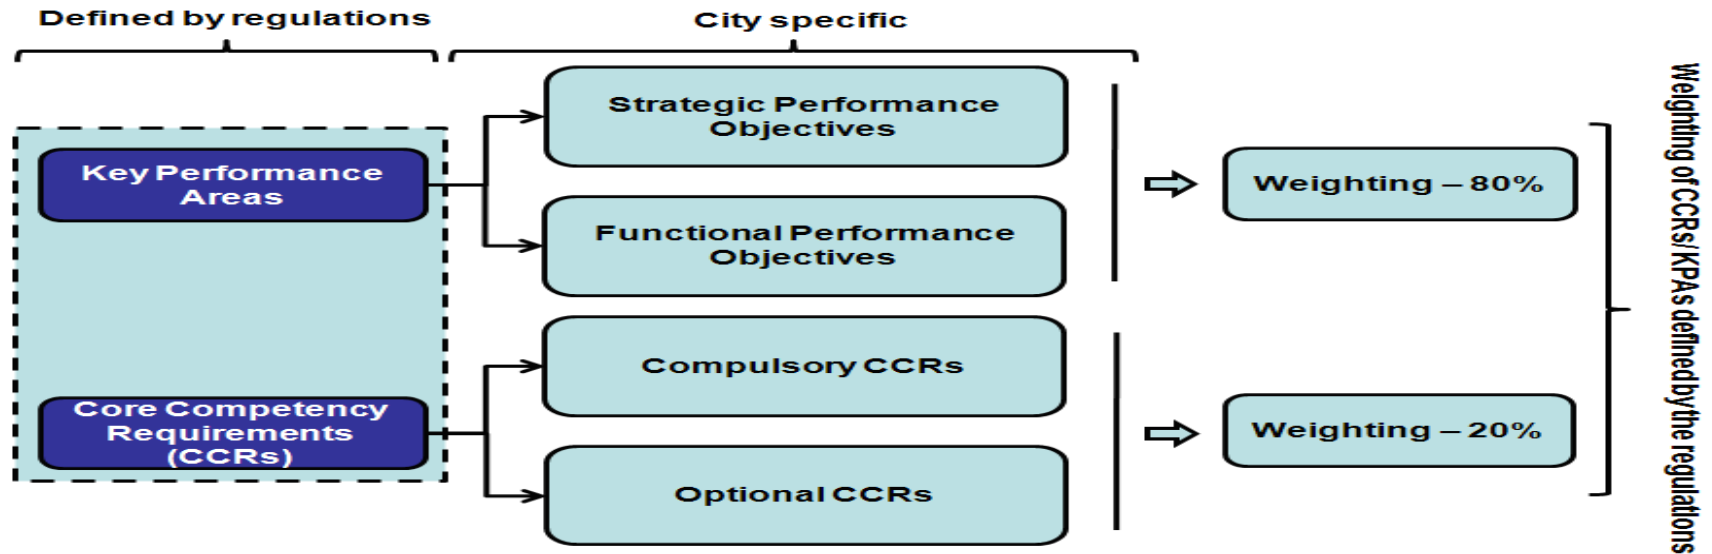 Defined by regulations
City specific
Key Performance
Areas
Strategic Performance
Objectives
Functional Performance
Objectives
Weighting – 80%
Core Competency
Requirements
(CCRs)
Compulsory CCRs
Optional CCRs
Weighting – 20%
Weighting of CCRs/KPAs defined by the regulations